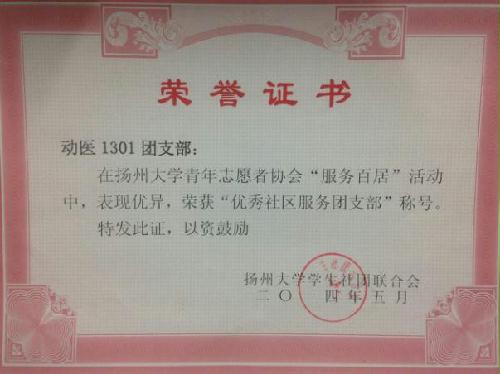 荣誉证书
动医1301团支部：
在扬州大学青年志愿者协会“服务百居”活动
中，表现优异，荣获“优秀社区服务团支部”称号。
特发此证，以资鼓励
扬州大学学生社团联合会
二〇 四年五月